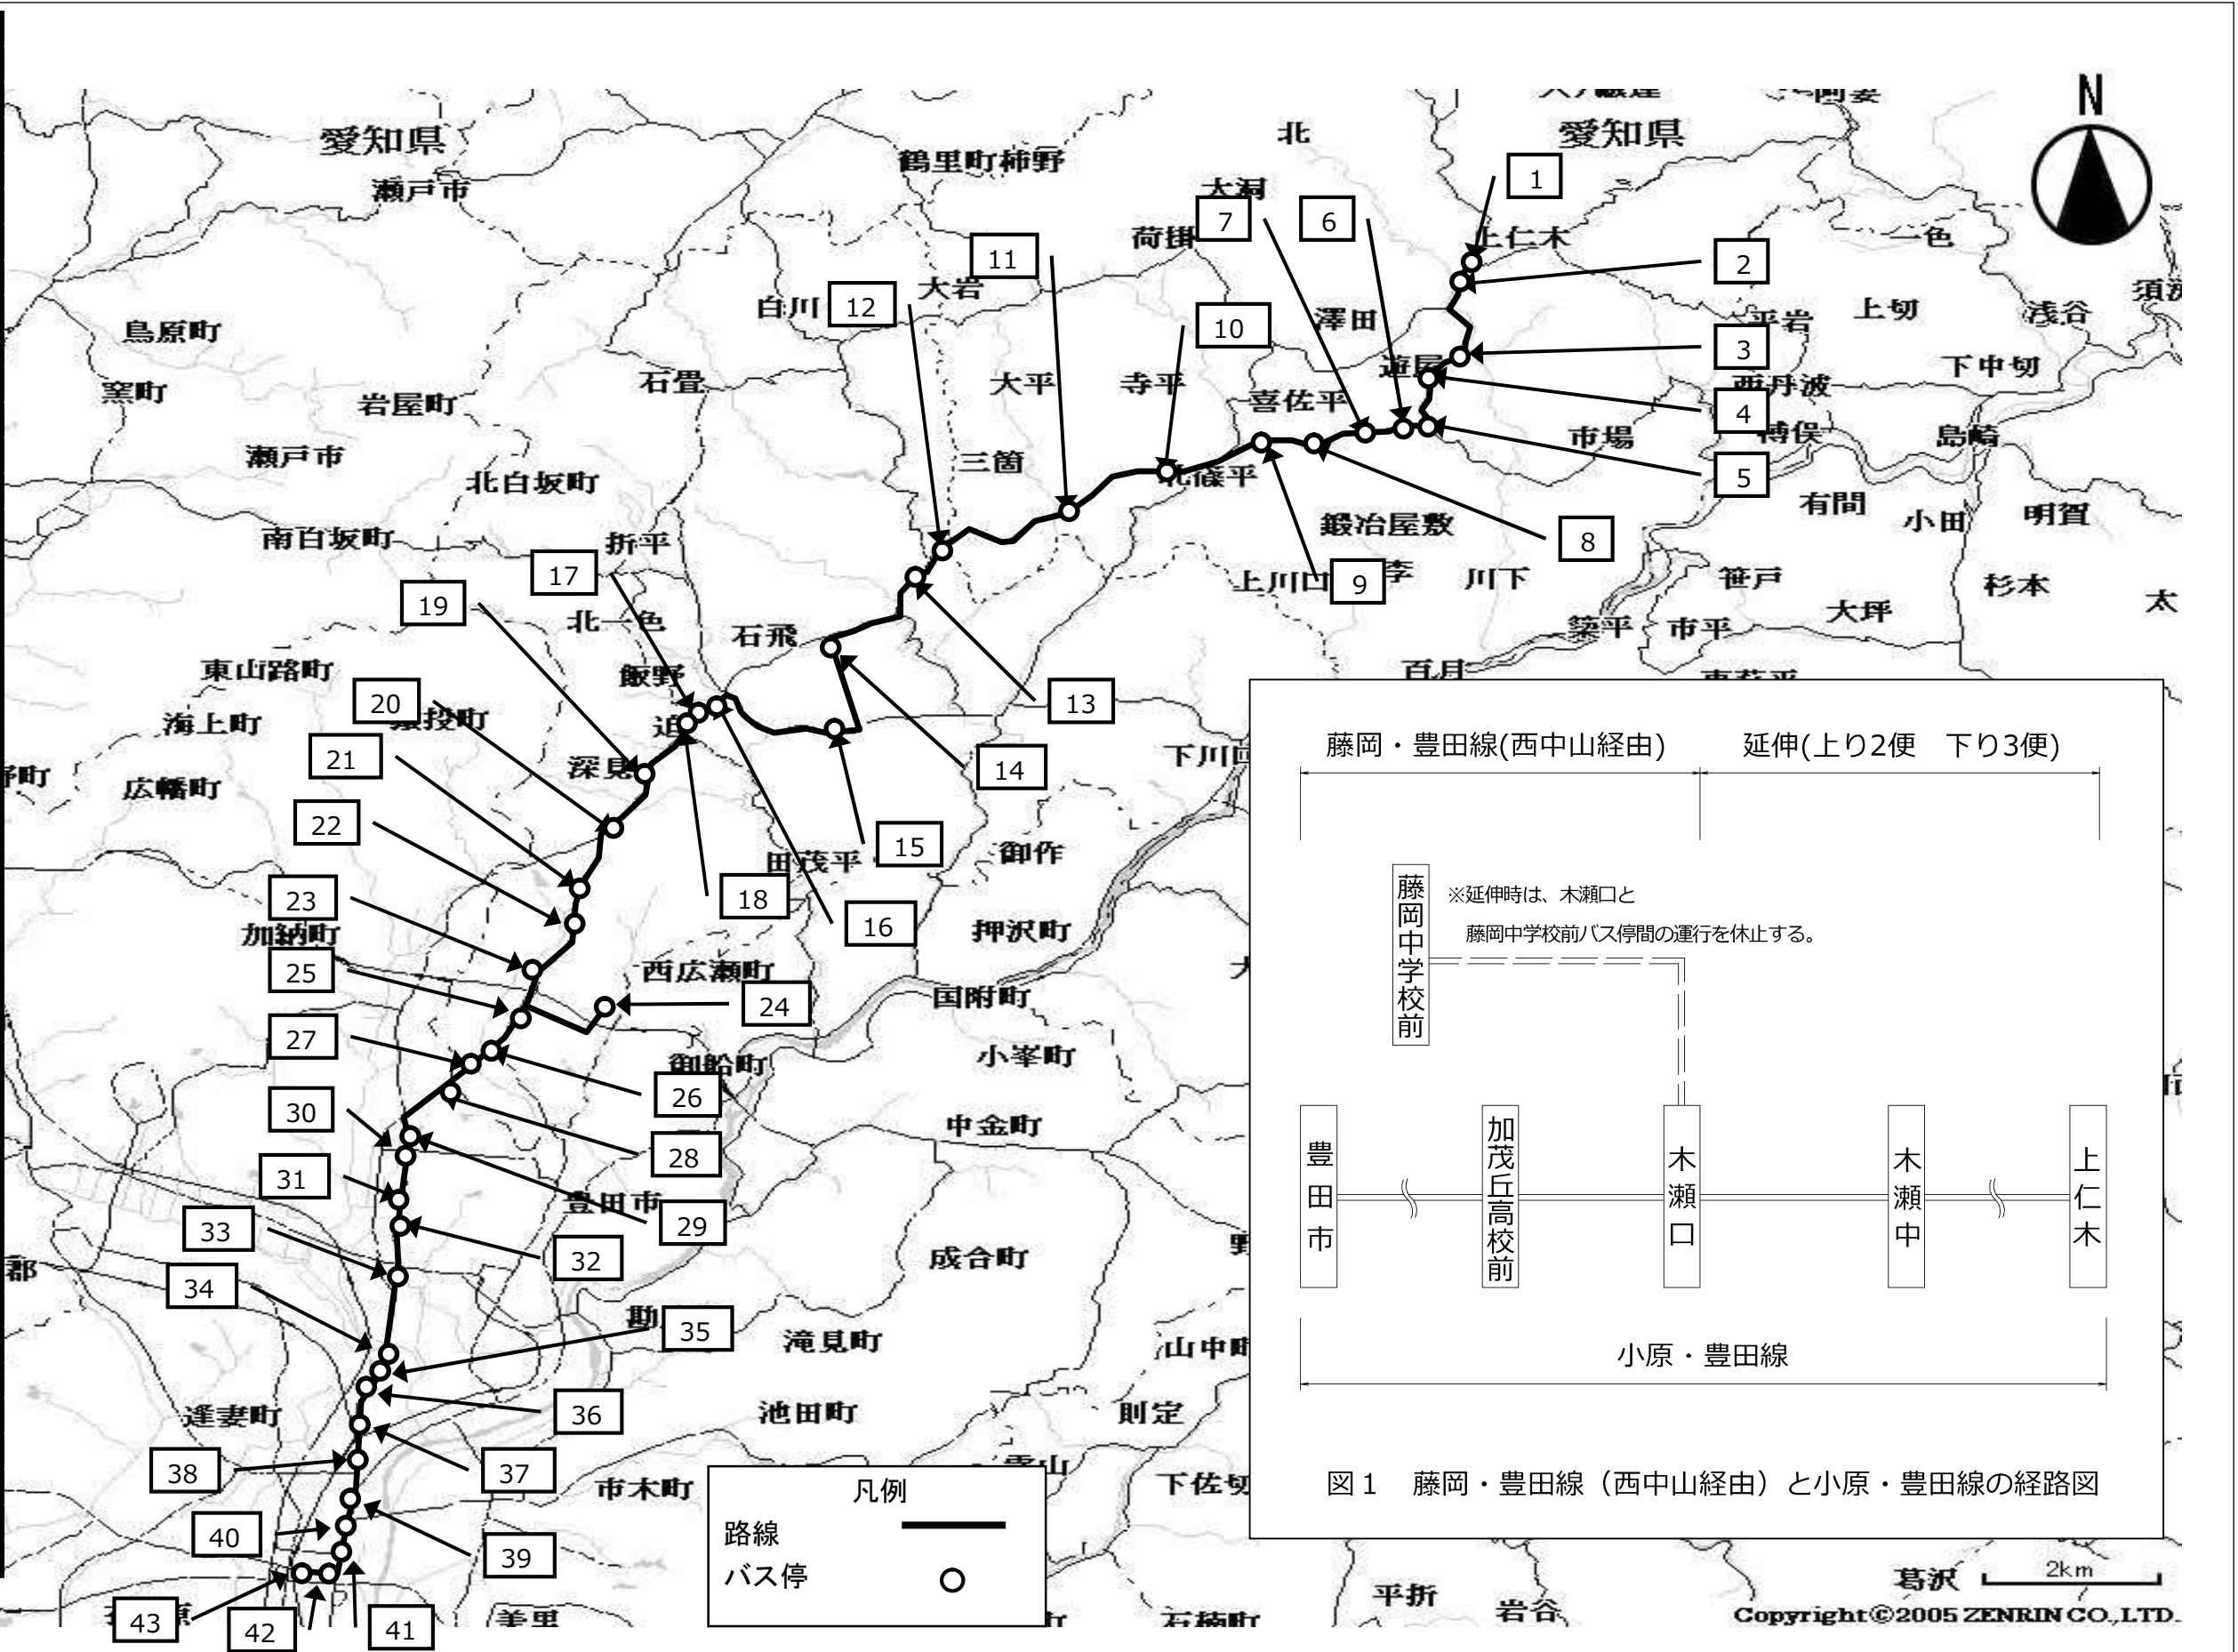 N
愛知県
瀬戸市
鶴里町柿野
北
愛知県
大洞
1
7
6
荷掛
上仁木
一色
11
2
大岩
白川
12
10
澤田
平岩
上切
浅谷
鳥原町
3
遊屋
下中切
窯町
岩屋町
石畳
大平
寺平
喜佐平
西丹波
4
瀬戸市
北白坂町
三箇
北篠平
市場
島崎
5
有間
小田
明賀
南白坂町
折平
鍛冶屋敷
8
17
上川口
9
李
川下
笹戸
杉本
太
19
北一色
石飛
大坪
築平
市平
東山路町
飯野
百月
20
猿投町
海上町
迫
13
21
深見
14
下川口
広幡町
22
15
田茂平
御作
23
18
16
加納町
押沢町
25
西広瀬町
24
国附町
27
御船町
小峯町
26
30
中金町
28
31
豊田市
29
33
32
成合町
34
35
滝見町
山中町
36
逢妻町
池田町
則定
38
37
市木町
下佐切
40
39
43
42
41
美里
平折
岩谷
石楠町
葛沢
2km
Copyright©2005 ZENRIN CO.,LTD.
凡例
路線
バス停
藤岡・豊田線(西中山経由)
延伸(上り2便 下り3便)
藤岡中学校前
※延伸時は、木瀬口と
藤岡中学校前バス停間の運行を休止する。
豊田市
加茂丘高校前
木瀬口
木瀬中
上仁木
小原・豊田線
図１ 藤岡・豊田線（西中山経由）と小原・豊田線の経路図